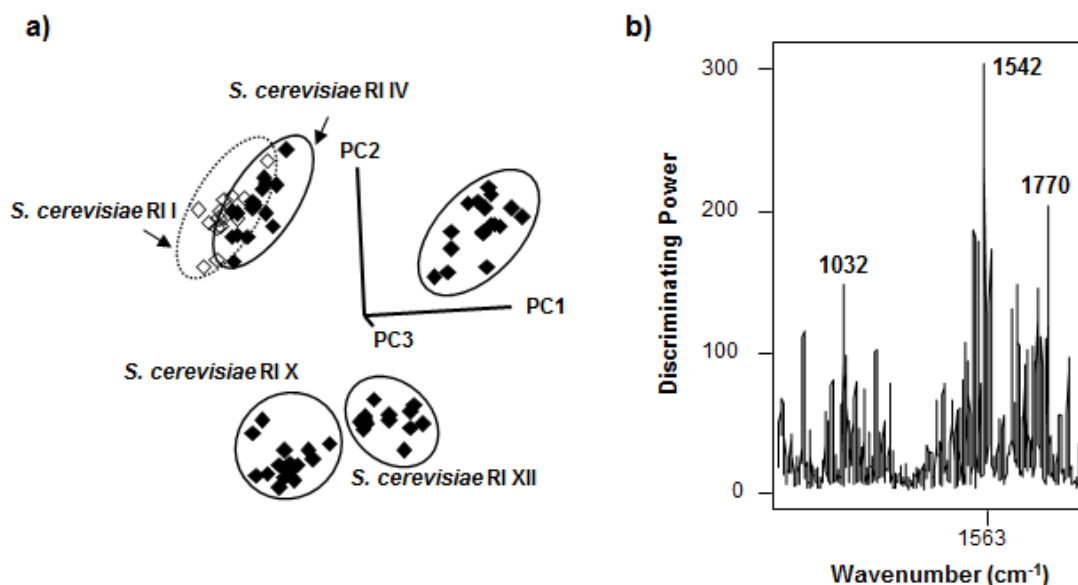 a)
S. cerevisiae RI IV
PC2
S. cerevisiae RI I
PC1
PC3
S. cerevisiae RI X
S. cerevisiae RI XII
b)
300
1542
1770
200
1032
100
0
Discriminating Power
1563
Wavenumber (cm⁻¹)